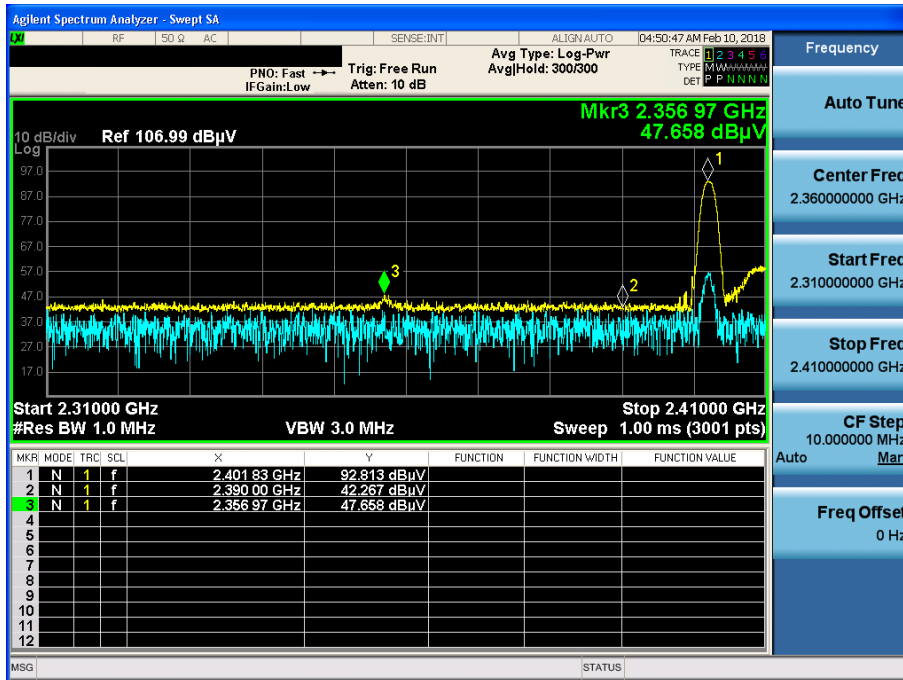 Agilent Spectrum Analyzer - Swept SA
LXI RF 50 Ω AC SENSE:INT ALIGN AUTO 04:50:47 AM Feb 10, 2018
PNO: Fast
IFGain:Low
Trig: Free Run
Atten: 10 dB
Avg Type: Log-Pwr
Avg|Hold: 300/300
TRACE 1 2 3 4 5 6
TYPE M W W W W W
DET P P N N N N
Mkr3 2.356 97 GHz
47.658 dBµV
10 dB/div Ref 106.99 dBµV
Log
97.0
87.0
77.0
67.0
57.0
47.0
37.0
27.0
17.0
1
2
3
Start 2.31000 GHz Stop 2.41000 GHz
#Res BW 1.0 MHz VBW 3.0 MHz Sweep 1.00 ms (3001 pts)
MKR MODE TRC SCL X Y FUNCTION FUNCTION WIDTH FUNCTION VALUE
1 N 1 f 2.401 83 GHz 92.813 dBµV
2 N 1 f 2.390 00 GHz 42.267 dBµV
3 N 1 f 2.356 97 GHz 47.658 dBµV
4
5
6
7
8
9
10
11
12
MSG STATUS
Frequency
Auto Tune
Center Freq
2.360000000 GHz
Start Freq
2.310000000 GHz
Stop Freq
2.410000000 GHz
CF Step
10.000000 MHz
Auto Man
Freq Offset
0 Hz